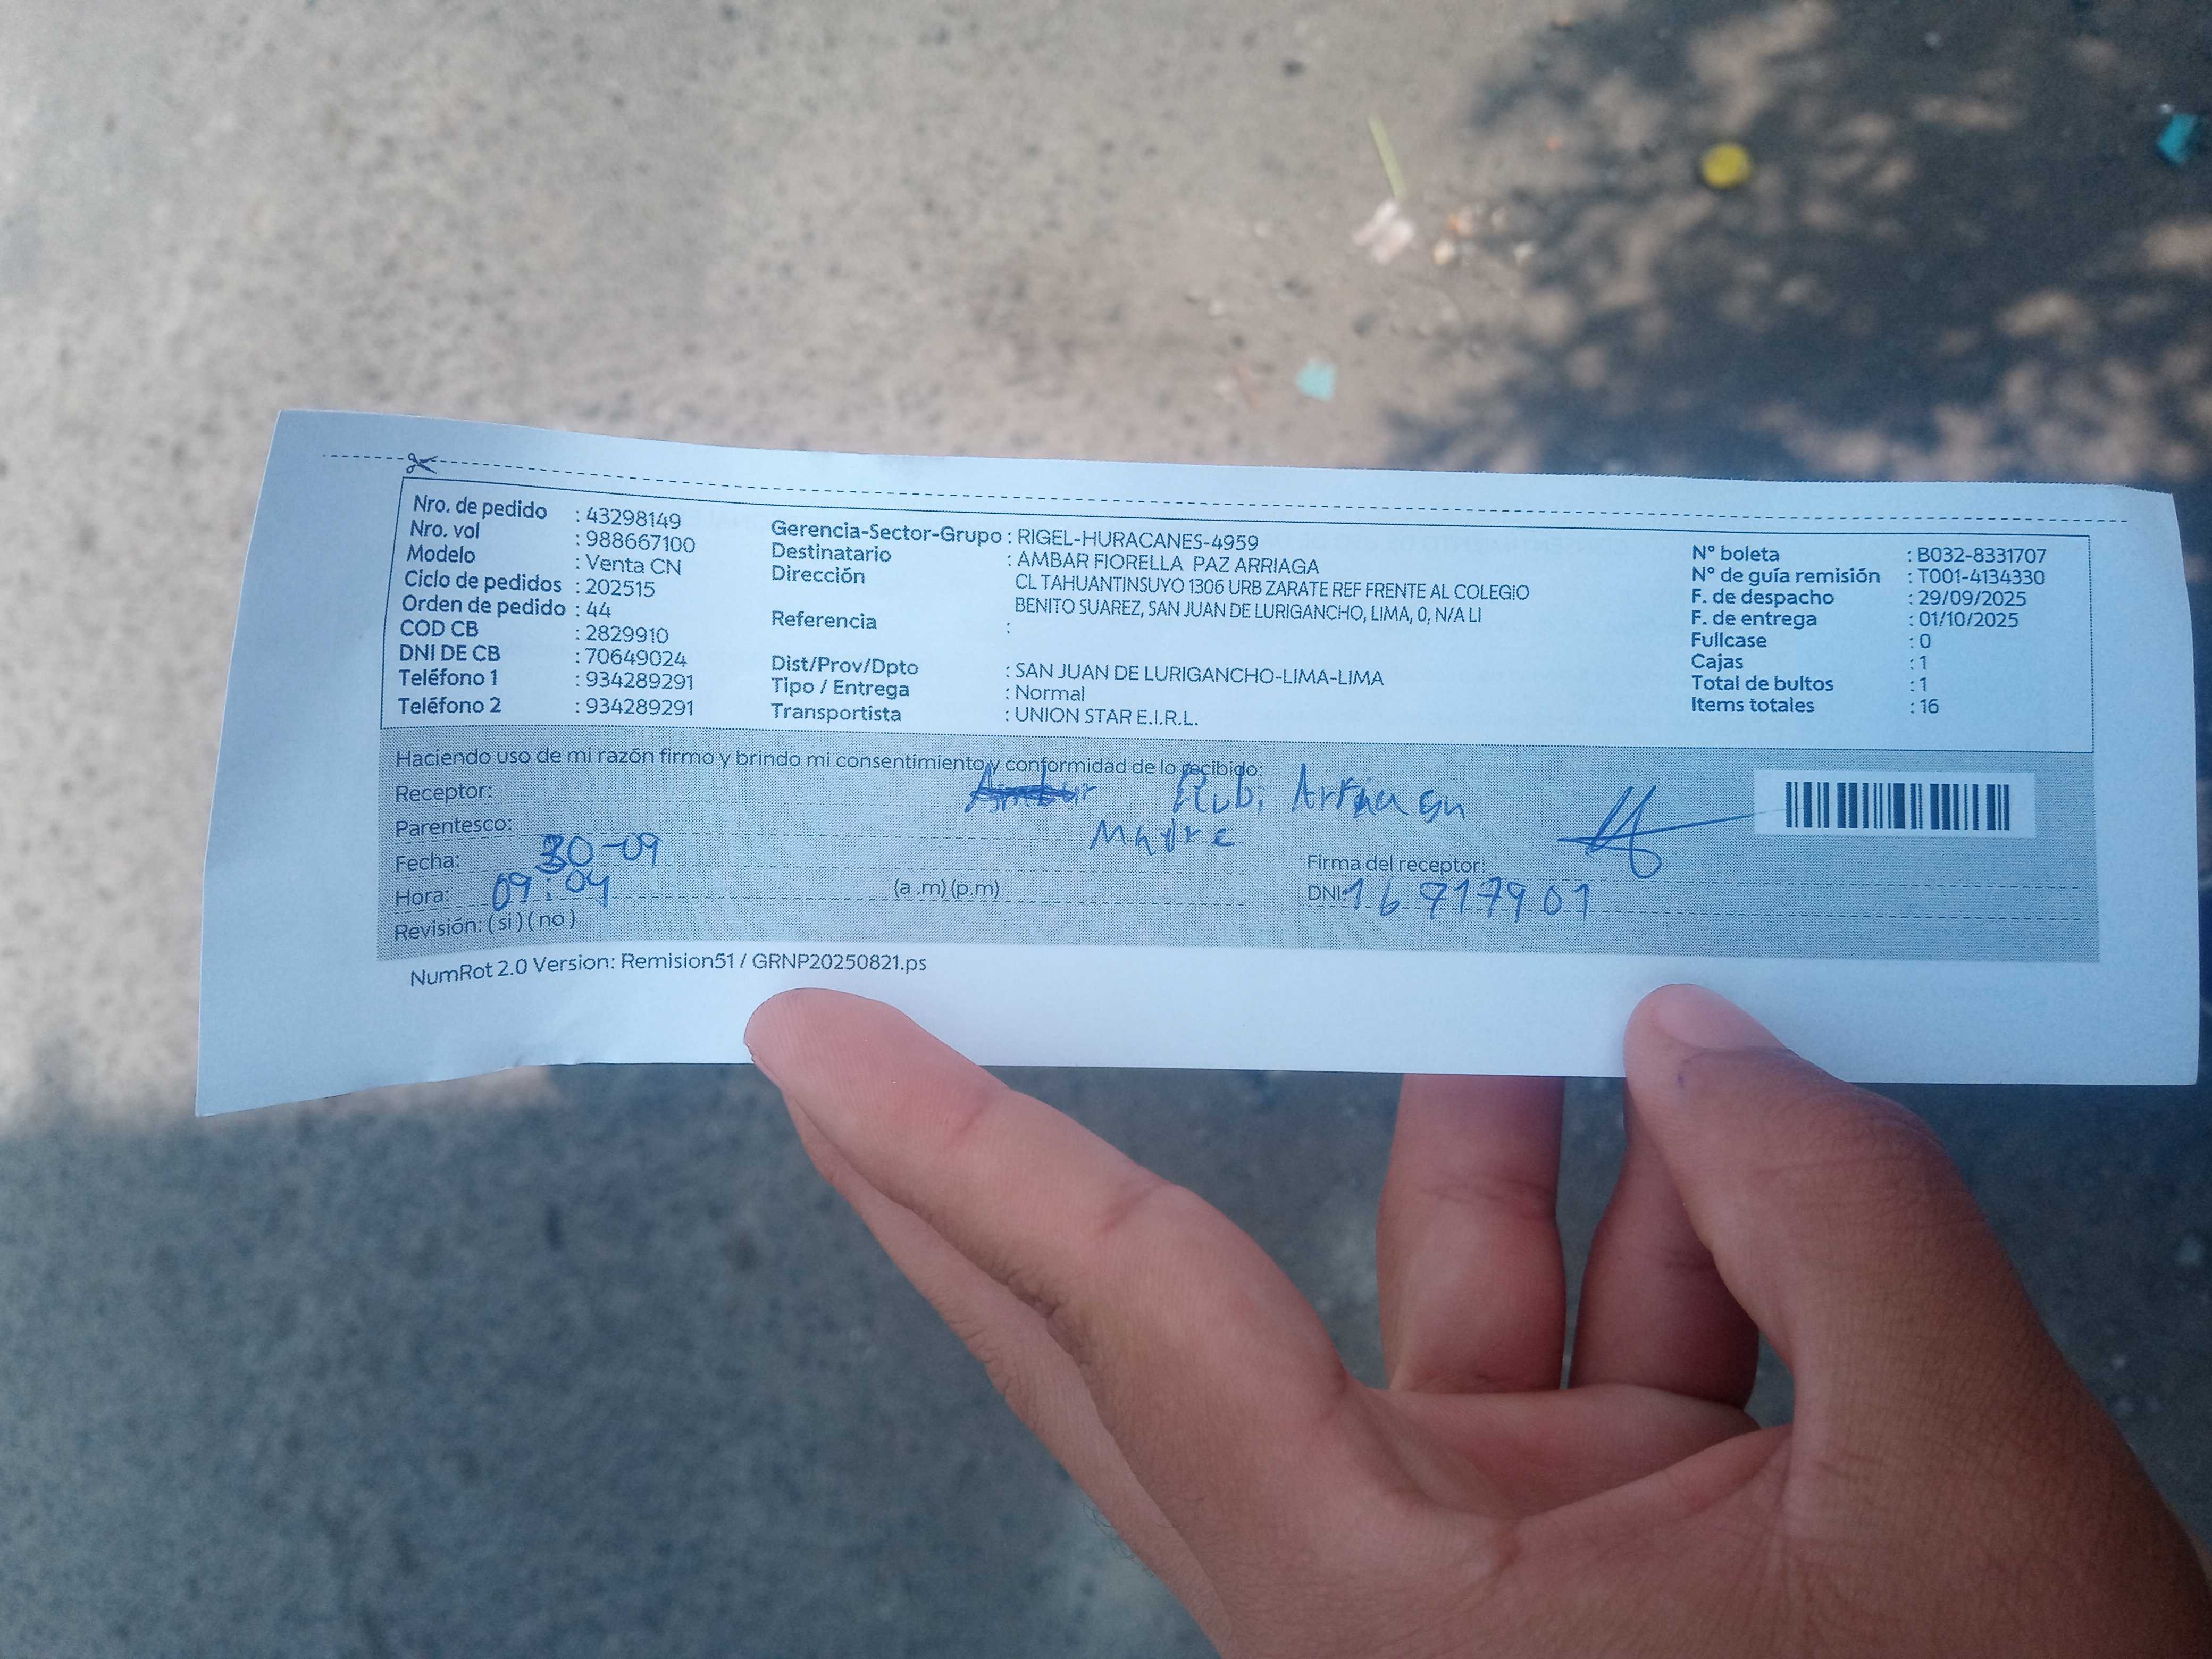 Nro. de pedido : 43298149
Nro. vol : 988667100
Modelo : Venta CN
Ciclo de pedidos : 202515
Orden de pedido : 44
COD CB : 2829910
DNI DE CB : 70649024
Teléfono 1 : 934289291
Teléfono 2 : 934289291
Gerencia-Sector-Grupo : RIGEL-HURACANES-4959
Destinatario : AMBAR FIORELLA PAZ ARRIAGA
Dirección CL TAHUANTINSUYO 1306 URB ZARATE REF FRENTE AL COLEGIO
BENITO SUAREZ, SAN JUAN DE LURIGANCHO, LIMA, 0, N/A LI
Referencia :
Dist/Prov/Dpto : SAN JUAN DE LURIGANCHO-LIMA-LIMA
Tipo / Entrega : Normal
Transportista : UNION STAR E.I.R.L.
N° boleta : B032-8331707
N° de guía remisión : T001-4134330
F. de despacho : 29/09/2025
F. de entrega : 01/10/2025
Fullcase : 0
Cajas : 1
Total de bultos : 1
Items totales : 16
Haciendo uso de mi razón firmo y brindo mi consentimiento y conformidad de lo recibido:
Receptor: Rubi
Parentesco: Madre
Fecha: 30-09
Hora: 09:04 (a .m) (p.m)
Revisión: ( si ) ( no )
Firma del receptor:
DNI: 16717901
NumRot 2.0 Version: Remision51 / GRNP20250821.ps